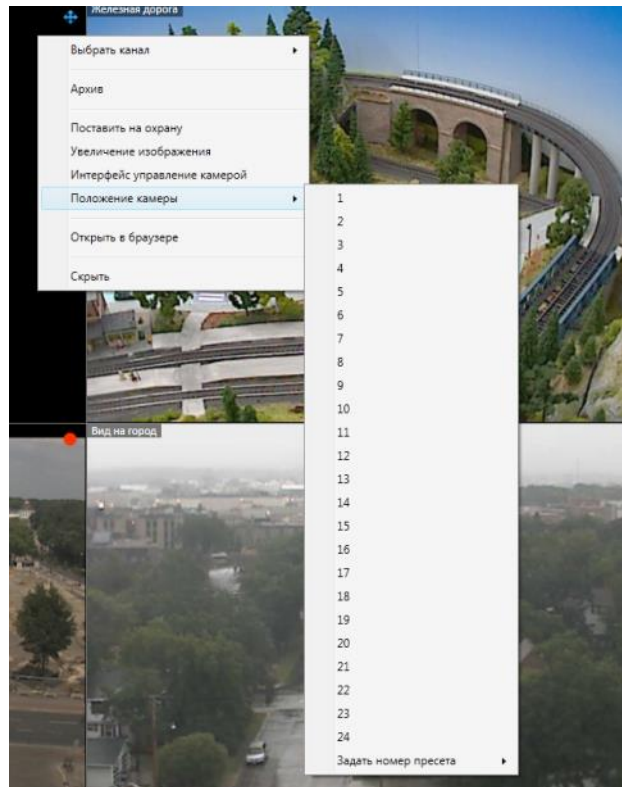 Железная дорога
Выбрать канал
Архив
Поставить на охрану
Увеличение изображения
Интерфейс управление камерой
Положение камеры
Открыть в браузере
Скрыть
1
2
3
4
5
6
7
8
9
10
11
12
13
14
15
16
17
18
19
20
21
22
23
24
Задать номер пресета
Вид на город